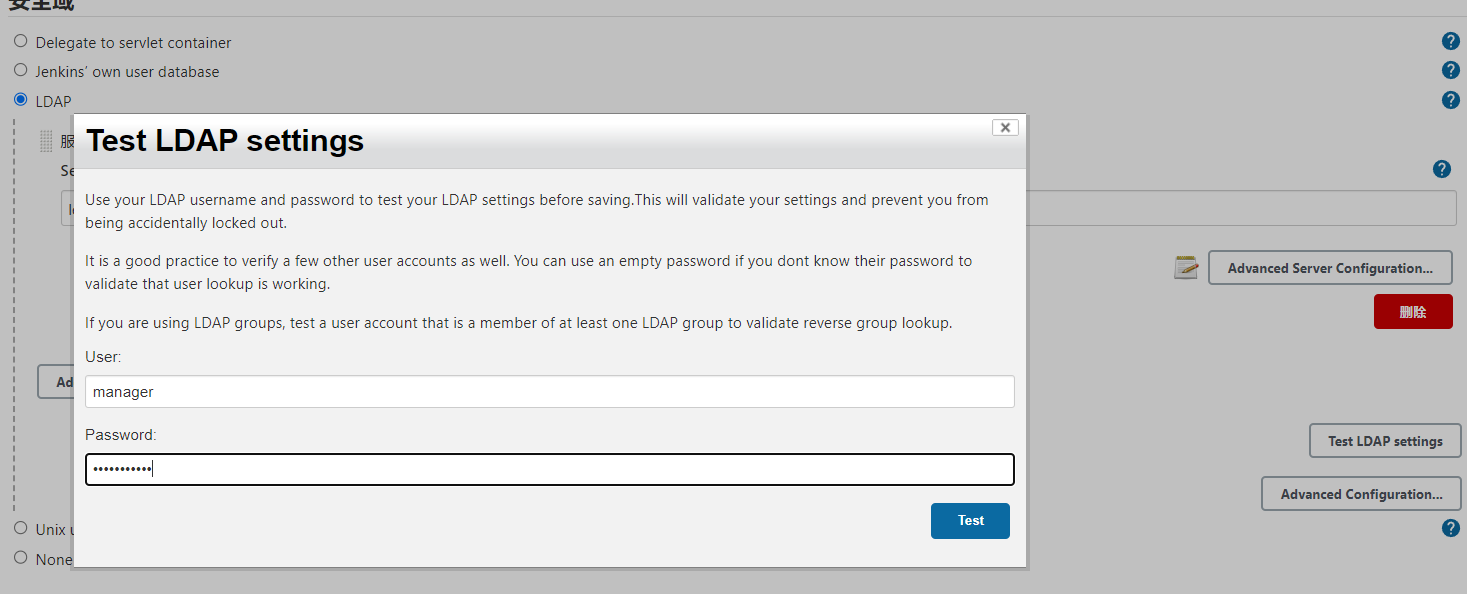 安全域
Delegate to servlet container
Jenkins' own user database
LDAP
服
Test LDAP settings
Se
Use your LDAP username and password to test your LDAP settings before saving.This will validate your settings and prevent you from
being accidentally locked out.
It is a good practice to verify a few other user accounts as well. You can use an empty password if you dont know their password to
validate that user lookup is working.
Advanced Server Configuration...
删除
If you are using LDAP groups, test a user account that is a member of at least one LDAP group to validate reverse group lookup.
User:
Ad
manager
Password:
•••••••••••
Test LDAP settings
Advanced Configuration...
Test
Unix u
None